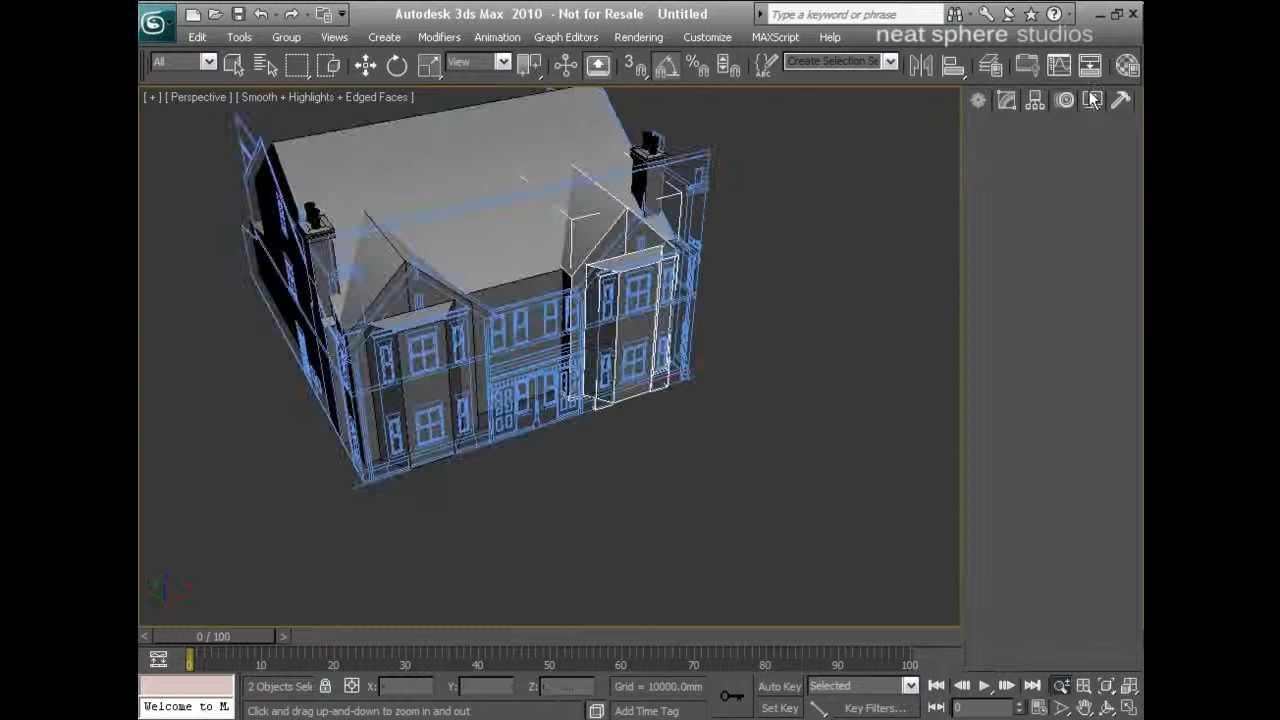 Autodesk 3ds Max 2010 - Not for Resale Untitled
Type a keyword or phrase
Edit Tools Group Views Create Modifiers Animation Graph Editors Rendering Customize MAXScript Help
neat sphere studios
All View 3 % ABC Create Selection Se
[ + ] [ Perspective ] [ Smooth + Highlights + Edged Faces ]
< 0 / 100 >
0 10 20 30 40 50 60 70 80 90 100
2 Objects Sel X: Y: Z: Grid = 10000.0mm Auto Key Selected
Welcome to M Click and drag up-and-down to zoom in and out Add Time Tag Set Key Key Filters... 0